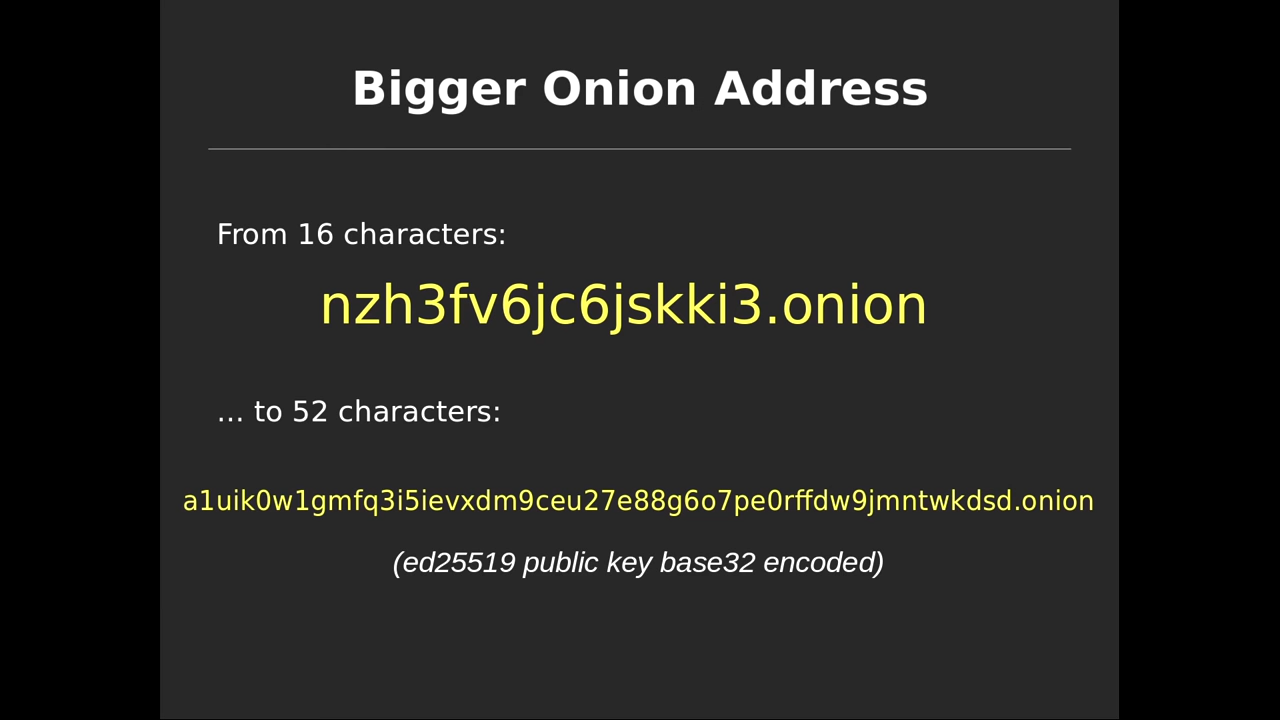 Bigger Onion Address
From 16 characters:
nzh3fv6jc6jskki3.onion
... to 52 characters:
a1uik0w1gmfq3i5ievxdm9ceu27e88g6o7pe0rffdw9jmntwkdsd.onion
(ed25519 public key base32 encoded)